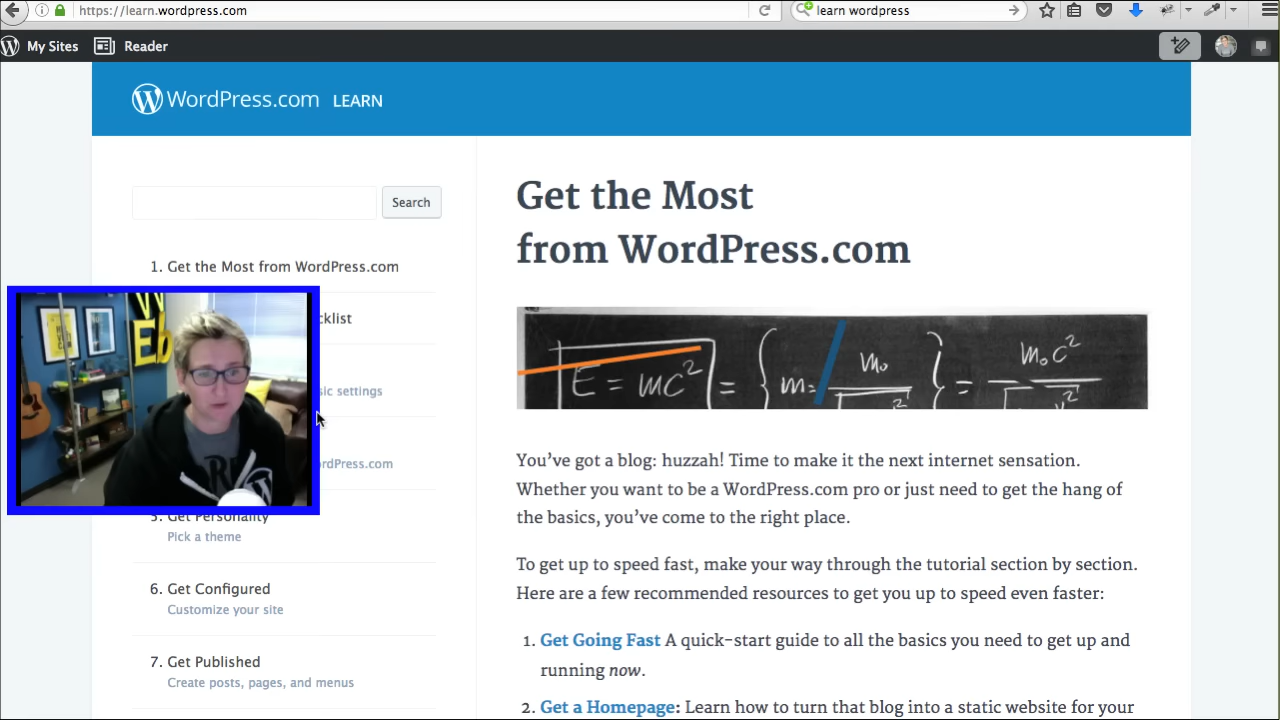 https://learn.wordpress.com
learn wordpress
My Sites
Reader
WordPress.com LEARN
Search
Get the Most
from WordPress.com
1. Get the Most from WordPress.com
cklist
sic settings
rdPress.com
5. Get Personality
Pick a theme
6. Get Configured
Customize your site
7. Get Published
Create posts, pages, and menus
E = mc²
=
m =
m₀
=
m₀c²
You’ve got a blog: huzzah! Time to make it the next internet sensation.
Whether you want to be a WordPress.com pro or just need to get the hang of
the basics, you’ve come to the right place.
To get up to speed fast, make your way through the tutorial section by section.
Here are a few recommended resources to get you up to speed even faster:
1. Get Going Fast A quick-start guide to all the basics you need to get up and
running now.
2. Get a Homepage: Learn how to turn that blog into a static website for your